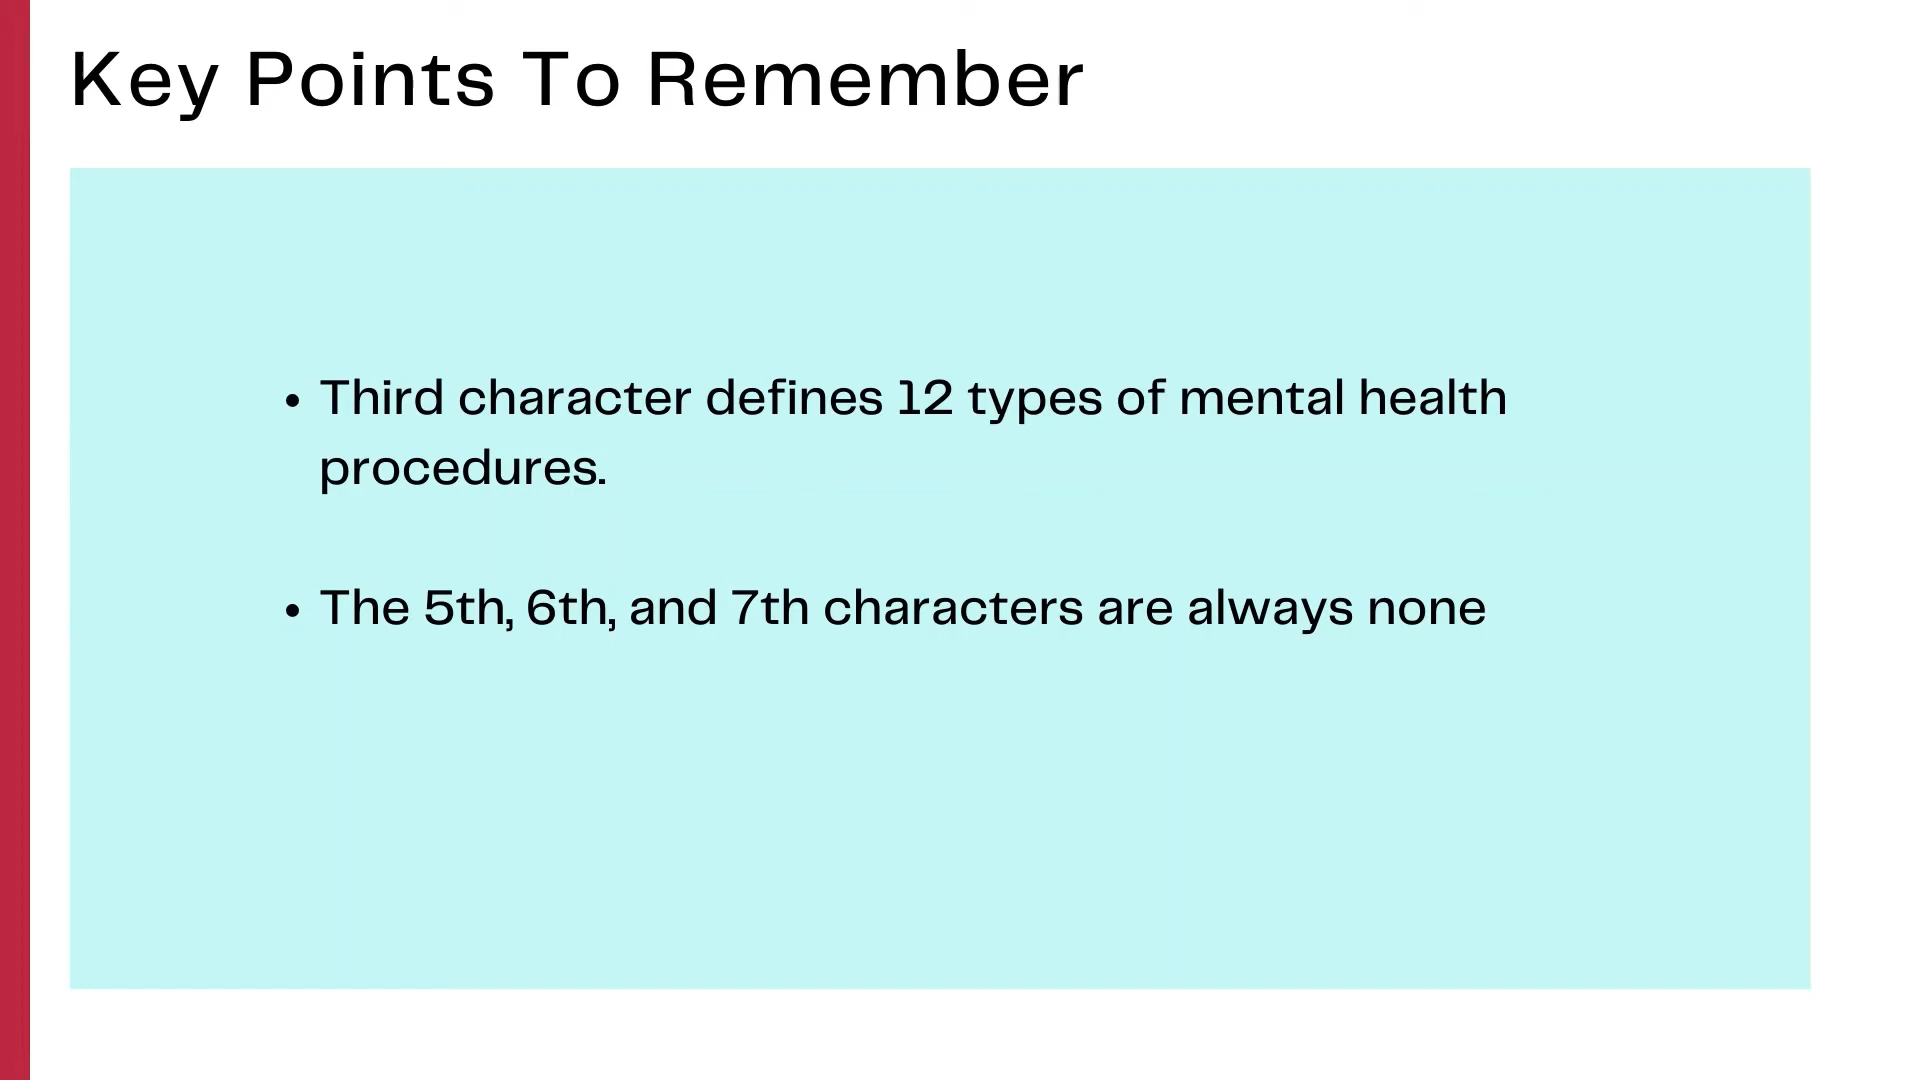 Key Points To Remember
• Third character defines 12 types of mental health
procedures.
• The 5th, 6th, and 7th characters are always none